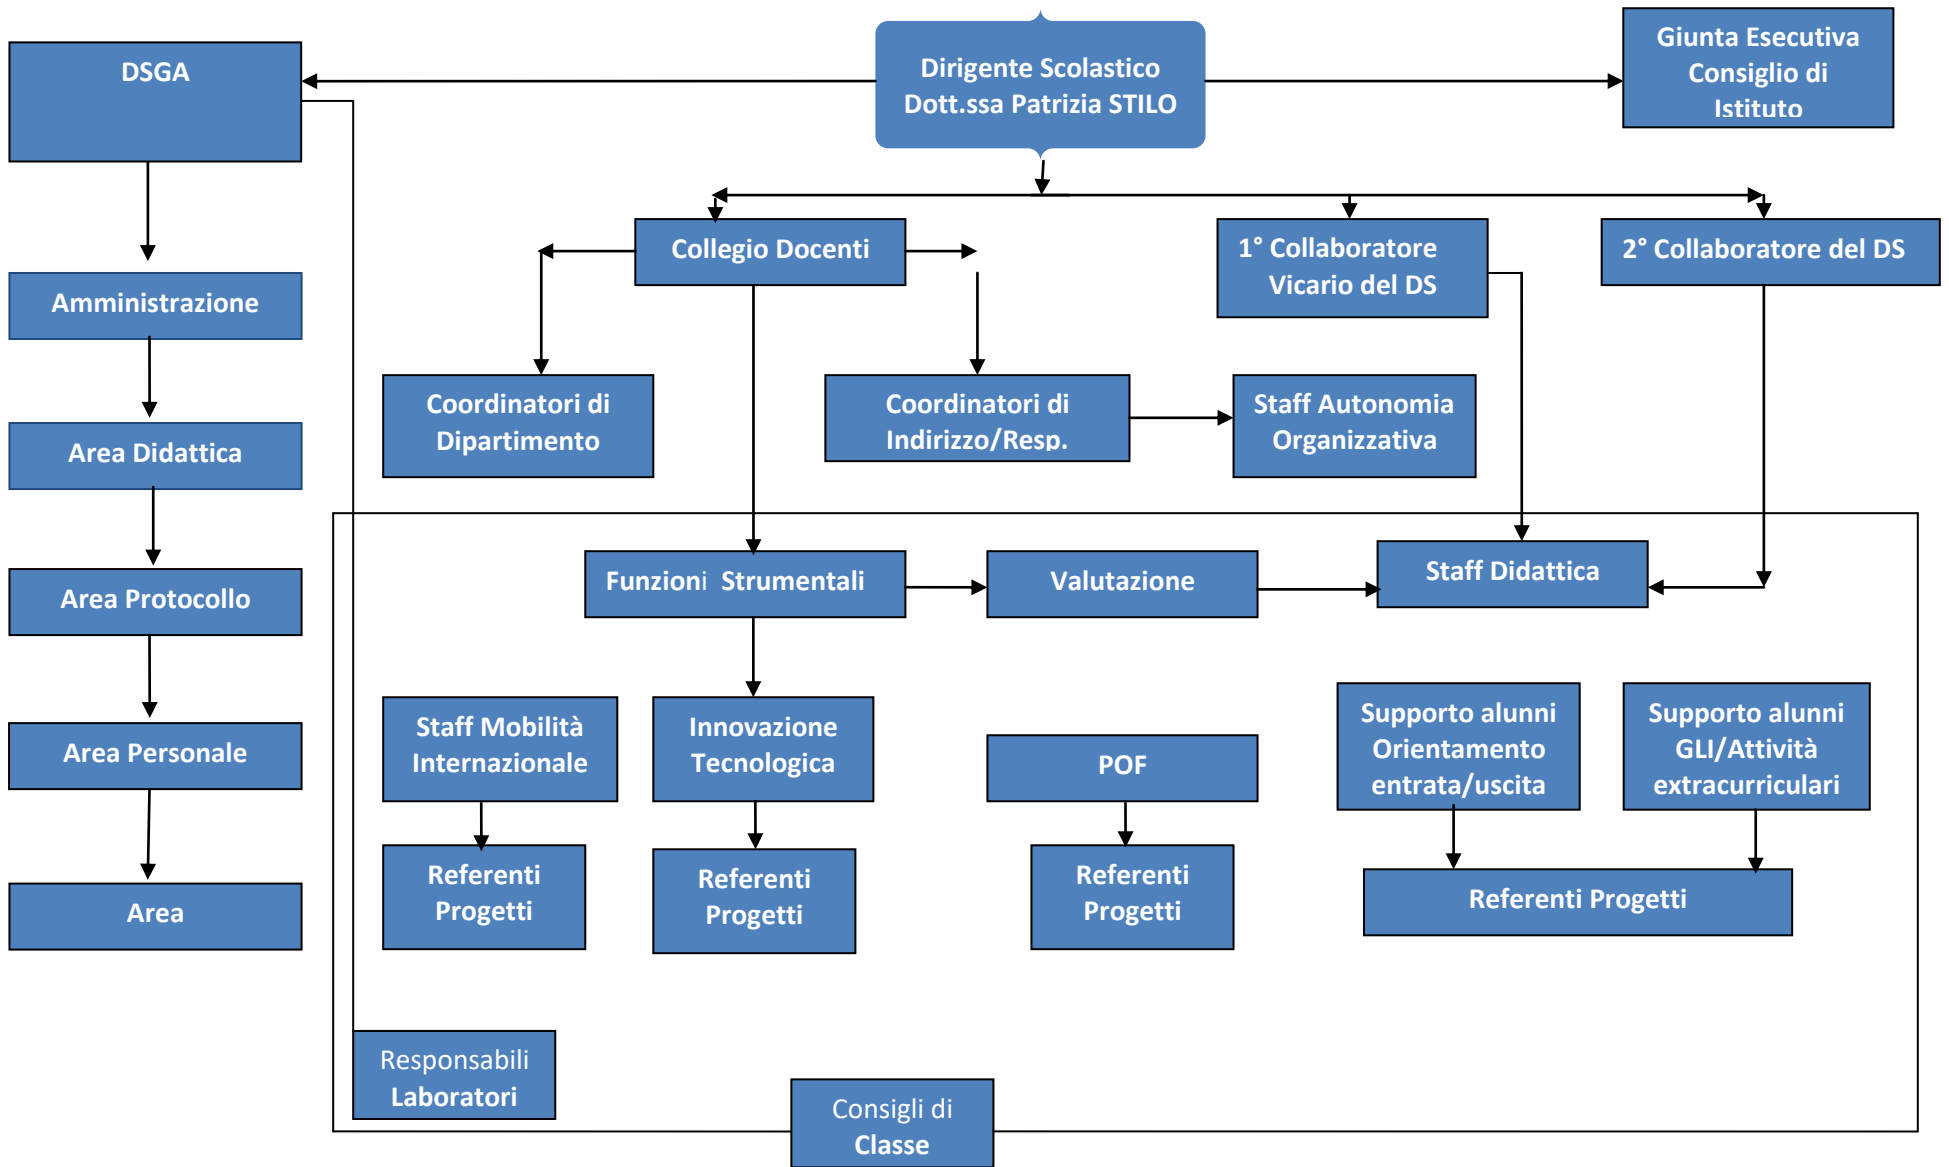 DSGA
Dirigente Scolastico
Dott.ssa Patrizia STILO
Giunta Esecutiva
Consiglio di
Istituto
Collegio Docenti
1° Collaboratore
Vicario del DS
2° Collaboratore del DS
Amministrazione
Coordinatori di
Dipartimento
Coordinatori di
Indirizzo/Resp.
Staff Autonomia
Organizzativa
Area Didattica
Funzioni Strumentali
Valutazione
Staff Didattica
Area Protocollo
Staff Mobilità
Internazionale
Innovazione
Tecnologica
POF
Supporto alunni
Orientamento
entrata/uscita
Supporto alunni
GLI/Attività
extracurriculari
Area Personale
Referenti
Progetti
Referenti
Progetti
Referenti
Progetti
Referenti Progetti
Area
Responsabili
Laboratori
Consigli di
Classe